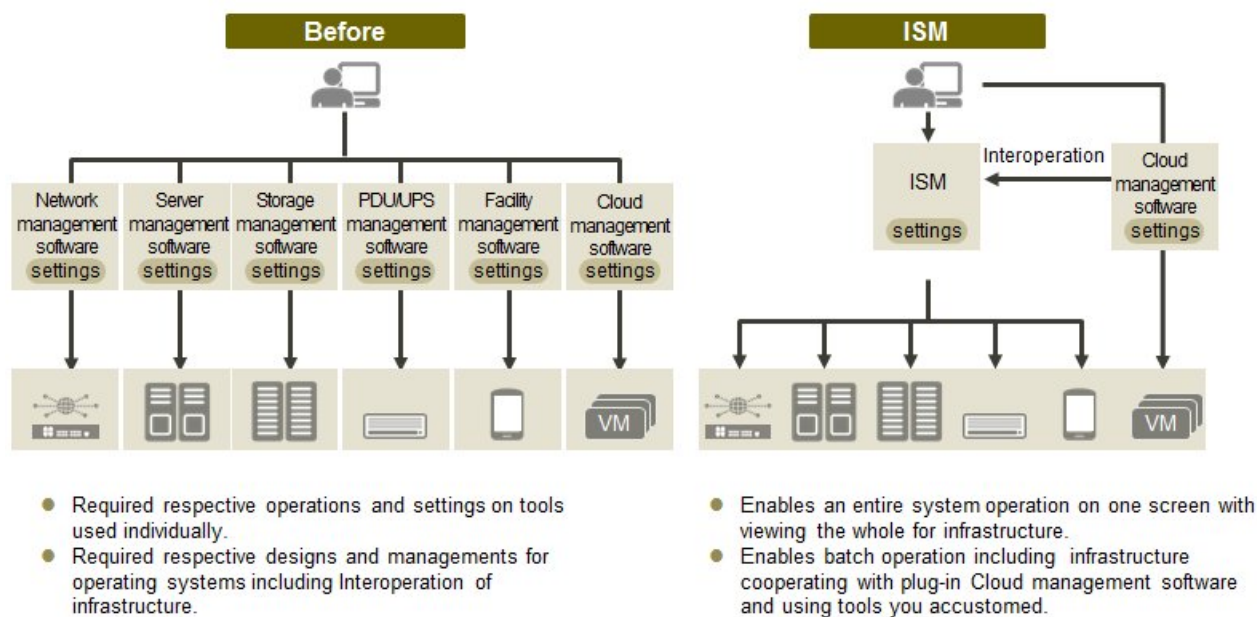 Before
Network
management
software
settings
Server
management
software
settings
Storage
management
software
settings
PDU/UPS
management
software
settings
Facility
management
software
settings
Cloud
management
software
settings
VM
● Required respective operations and settings on tools
used individually.
● Required respective designs and managements for
operating systems including Interoperation of
infrastructure.
ISM
ISM
settings
Interoperation
Cloud
management
software
settings
VM
● Enables an entire system operation on one screen with
viewing the whole for infrastructure.
● Enables batch operation including infrastructure
cooperating with plug-in Cloud management software
and using tools you accustomed.